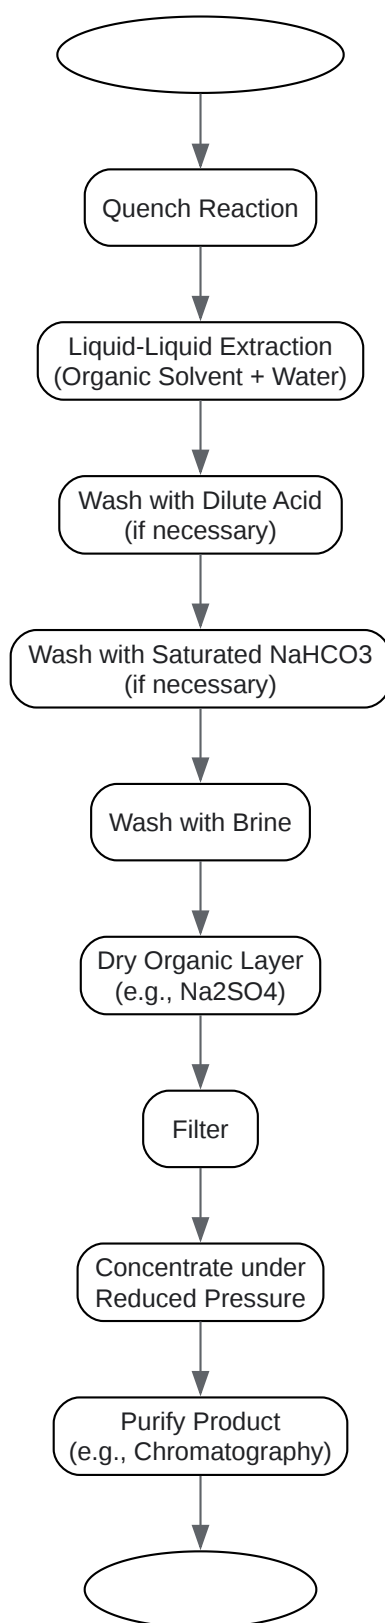 Quench Reaction
Liquid-Liquid Extraction
(Organic Solvent + Water)
Wash with Dilute Acid
(if necessary)
Wash with Saturated NaHCO3
(if necessary)
Wash with Brine
Dry Organic Layer
(e.g., Na2SO4)
Filter
Concentrate under
Reduced Pressure
Purify Product
(e.g., Chromatography)